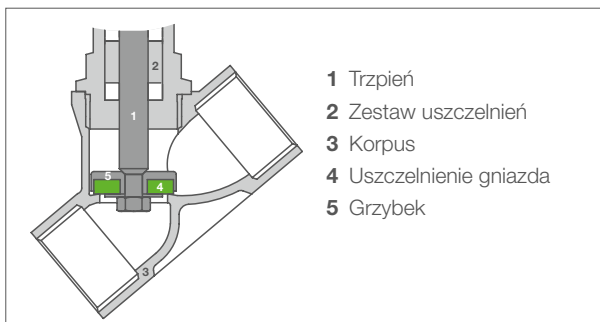 2
1
5
4
3
1 Trzpień
2 Zestaw uszczelnień
3 Korpus
4 Uszczelnienie gniazda
5 Grzybek